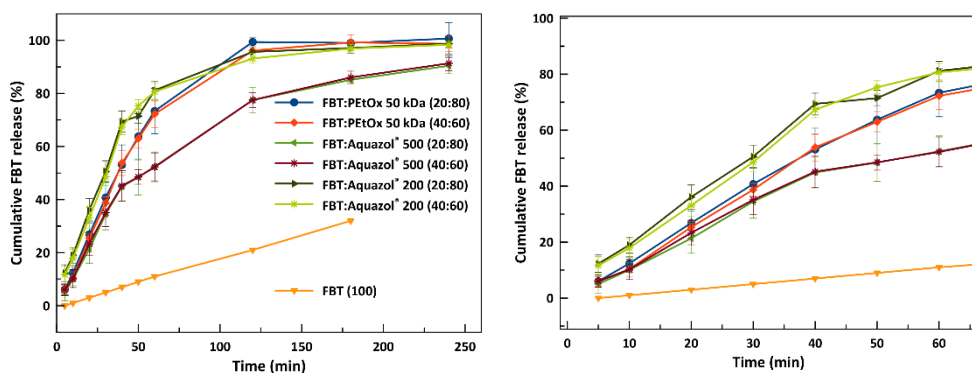 Cumulative FBT release (%)
100
80
60
40
20
0
FBT:PEtOx 50 kDa (20:80)
FBT:PEtOx 50 kDa (40:60)
FBT:Aquazol® 500 (20:80)
FBT:Aquazol® 500 (40:60)
FBT:Aquazol® 200 (20:80)
FBT:Aquazol® 200 (40:60)
FBT (100)
0 50 100 150 200 250
Time (min)
Cumulative FBT release (%)
100
80
60
40
20
0
0 10 20 30 40 50 60
Time (min)